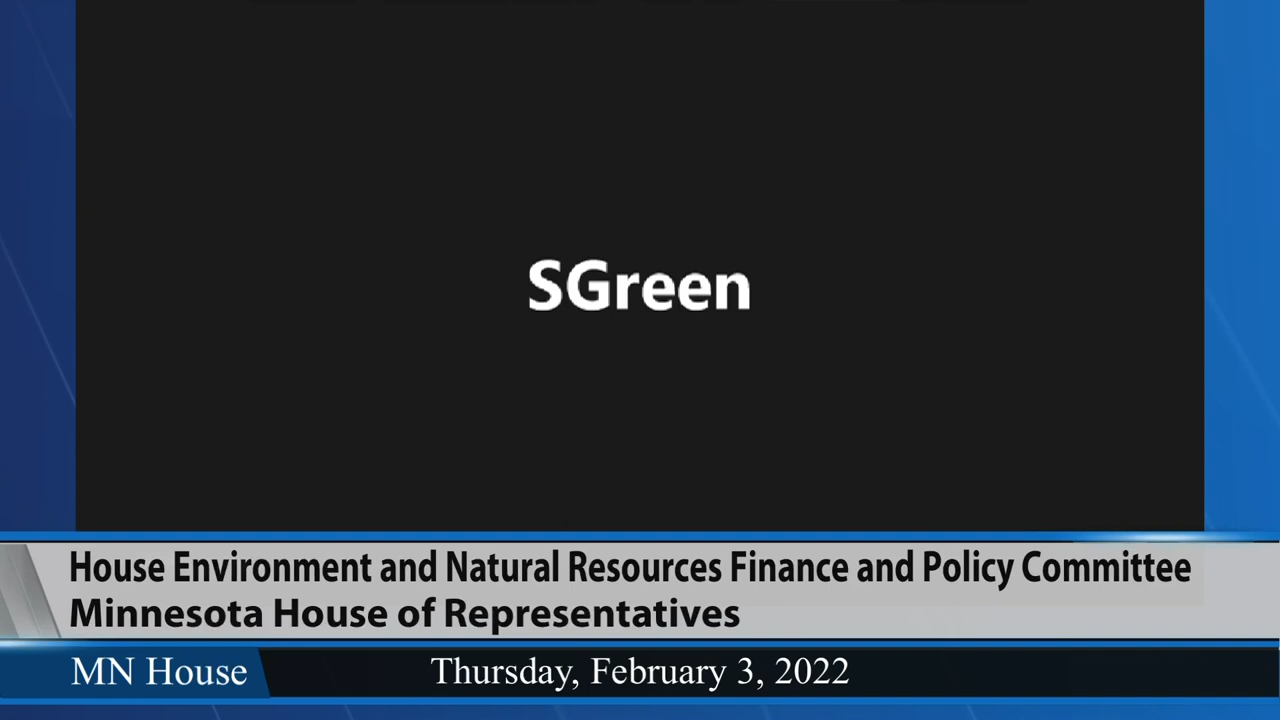 SGreen
House Environment and Natural Resources Finance and Policy Committee
Minnesota House of Representatives
MN House
Thursday, February 3, 2022